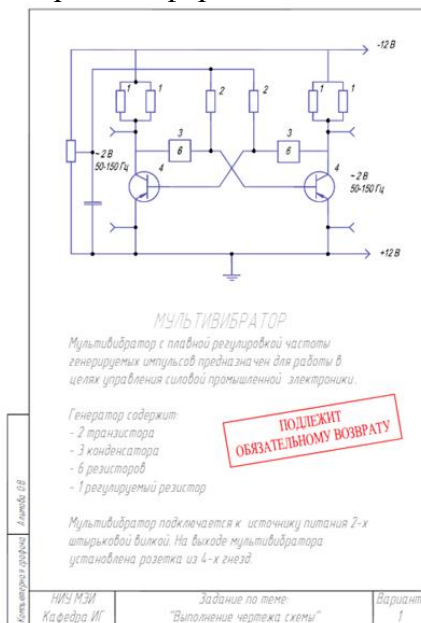 -12 В
1
1
2
2
1
1
3
6
3
6
~2В
50-150 Гц
4
4
~2В
50-150 Гц
+12 В
МУЛЬТИВИБРАТОР
Мультивибратор с плавной регулировкой частоты
генерируемых импульсов предназначен для работы в
целях управления силовой промышленной электроники.
Генератор содержит:
- 2 транзистора
- 3 конденсатора
- 6 резисторов
- 1 регулируемый резистор
ПОДЛЕЖИТ
ОБЯЗАТЕЛЬНОМУ ВОЗВРАТУ
Мультивибратор подключается к источнику питания 2-х
штырьковой вилкой. На выходе мультивибратора
установлена розетка из 4-х гнезд.
Компьютерная графика
НИУ МЭИ
Кафедра ИГ
Задание по теме:
"Выполнение чертежа схемы"
Вариант
1